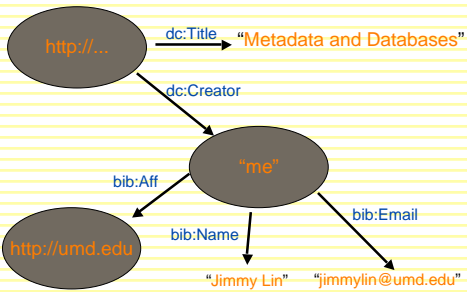 http://...
dc:Title
“Metadata and Databases”
dc:Creator
“me”
bib:Aff
bib:Name
bib:Email
http://umd.edu
“Jimmy Lin”
“jimmylin@umd.edu”